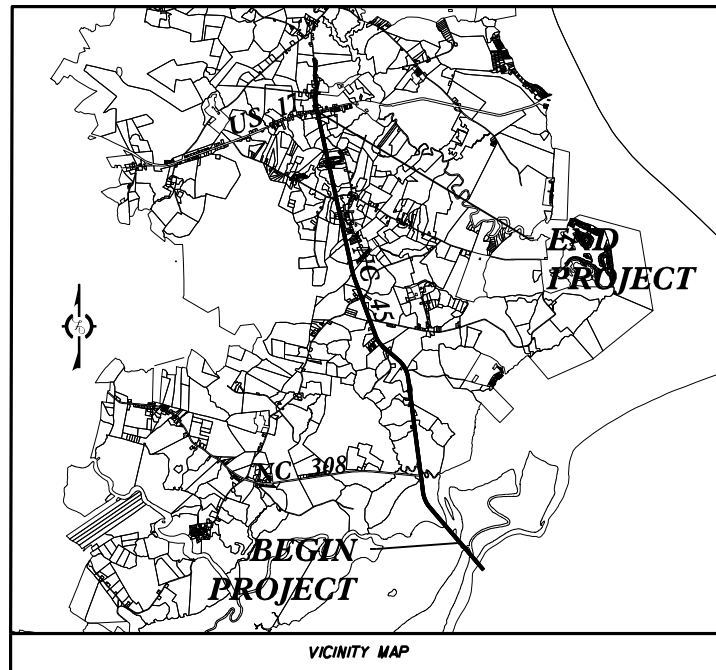 US 17
END
PROJECT
NC 45
NC 308
BEGIN
PROJECT
VICINITY MAP